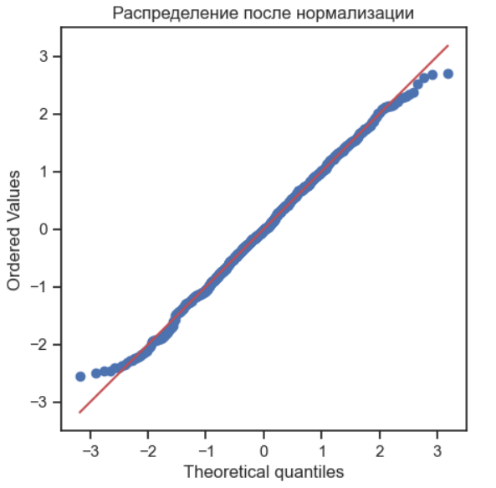 Распределение после нормализации
3
2
1
0
−1
−2
−3
Ordered Values
−3 −2 −1 0 1 2 3
Theoretical quantiles